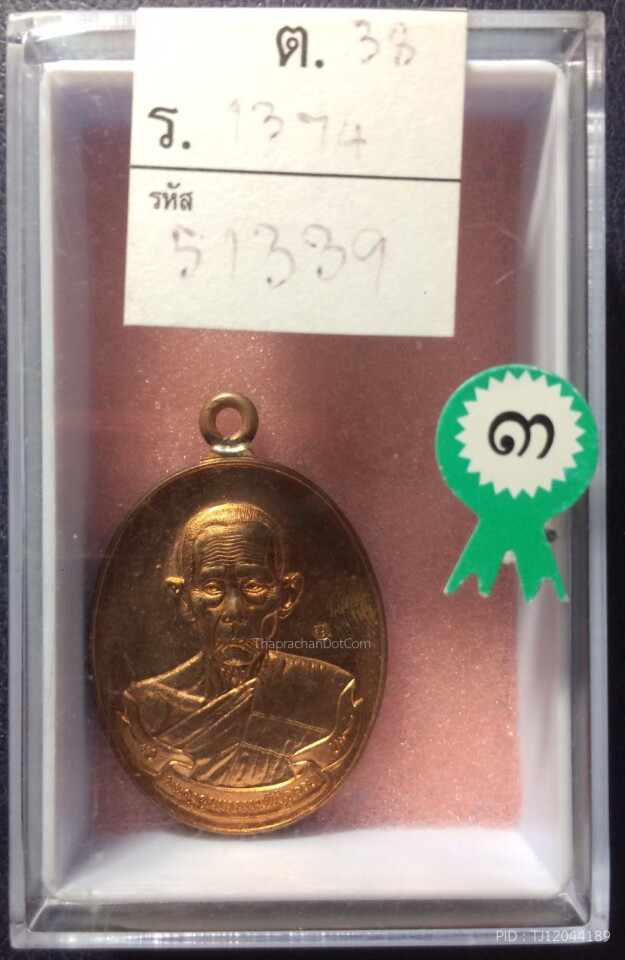 ต. 38
ร. 1374
รหัส
51339
๓
ThaprachanDotCom
PID : TJ12044189